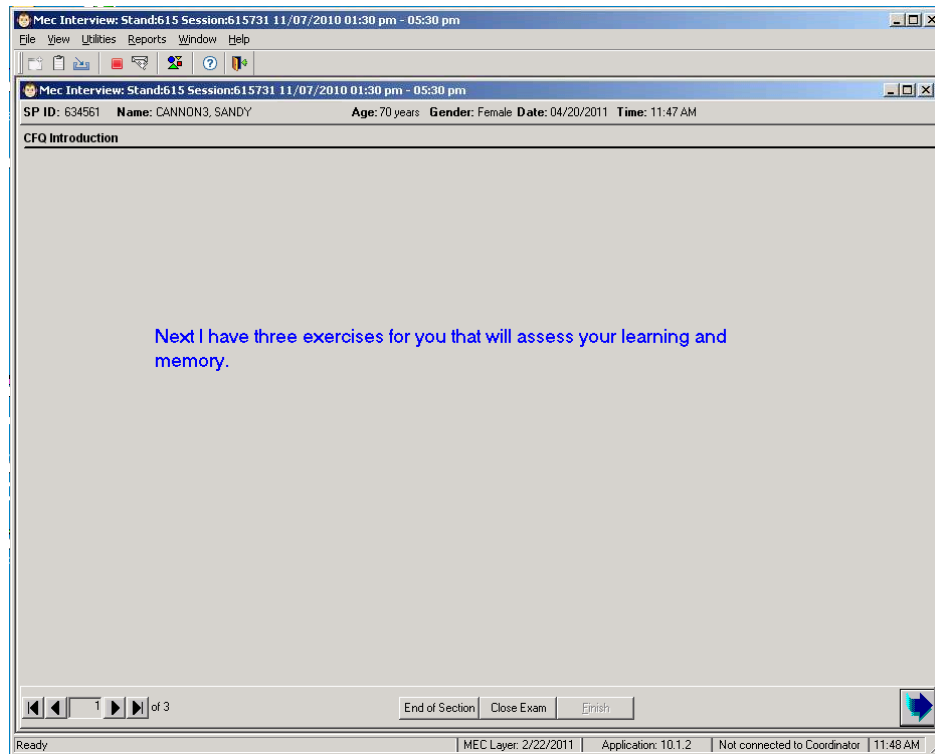 Mec Interview: Stand:615 Session:615731 11/07/2010 01:30 pm - 05:30 pm
File View Utilities Reports Window Help
Mec Interview: Stand:615 Session:615731 11/07/2010 01:30 pm - 05:30 pm
SP ID: 634561 Name: CANNON3, SANDY Age: 70 years Gender: Female Date: 04/20/2011 Time: 11:47 AM
CFQ Introduction
Next I have three exercises for you that will assess your learning and
memory.
1 of 3 End of Section Close Exam Finish
Ready MEC Layer: 2/22/2011 Application: 10.1.2 Not connected to Coordinator 11:48 AM